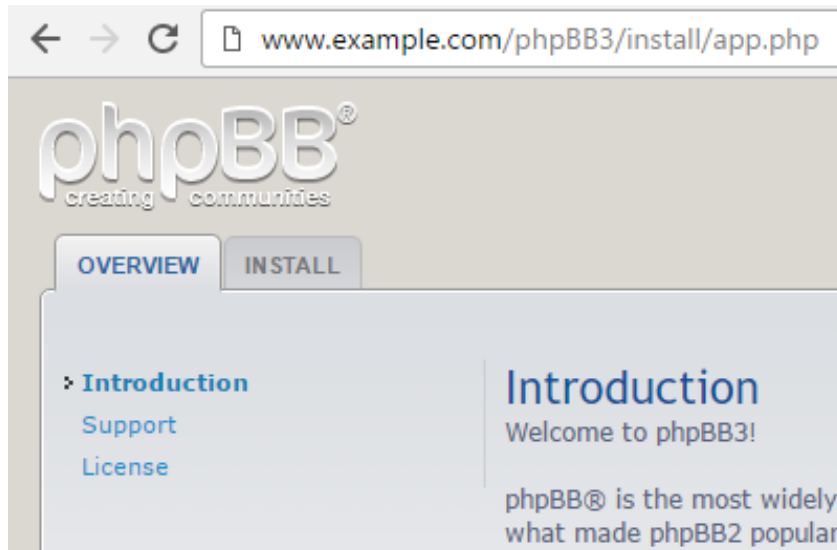 www.example.com/phpBB3/install/app.php
phpBB®
creating communities
OVERVIEW INSTALL
Introduction
Support
License
Introduction
Welcome to phpBB3!
phpBB® is the most widely
what made phpBB2 popular